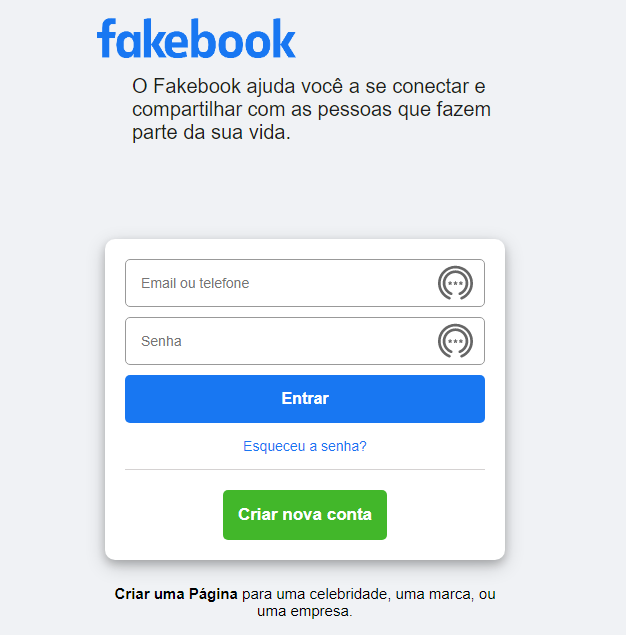 fakebook
O Fakebook ajuda você a se conectar e
compartilhar com as pessoas que fazem
parte da sua vida.
Email ou telefone
Senha
Entrar
Esqueceu a senha?
Criar nova conta
Criar uma Página para uma celebridade, uma marca, ou
uma empresa.